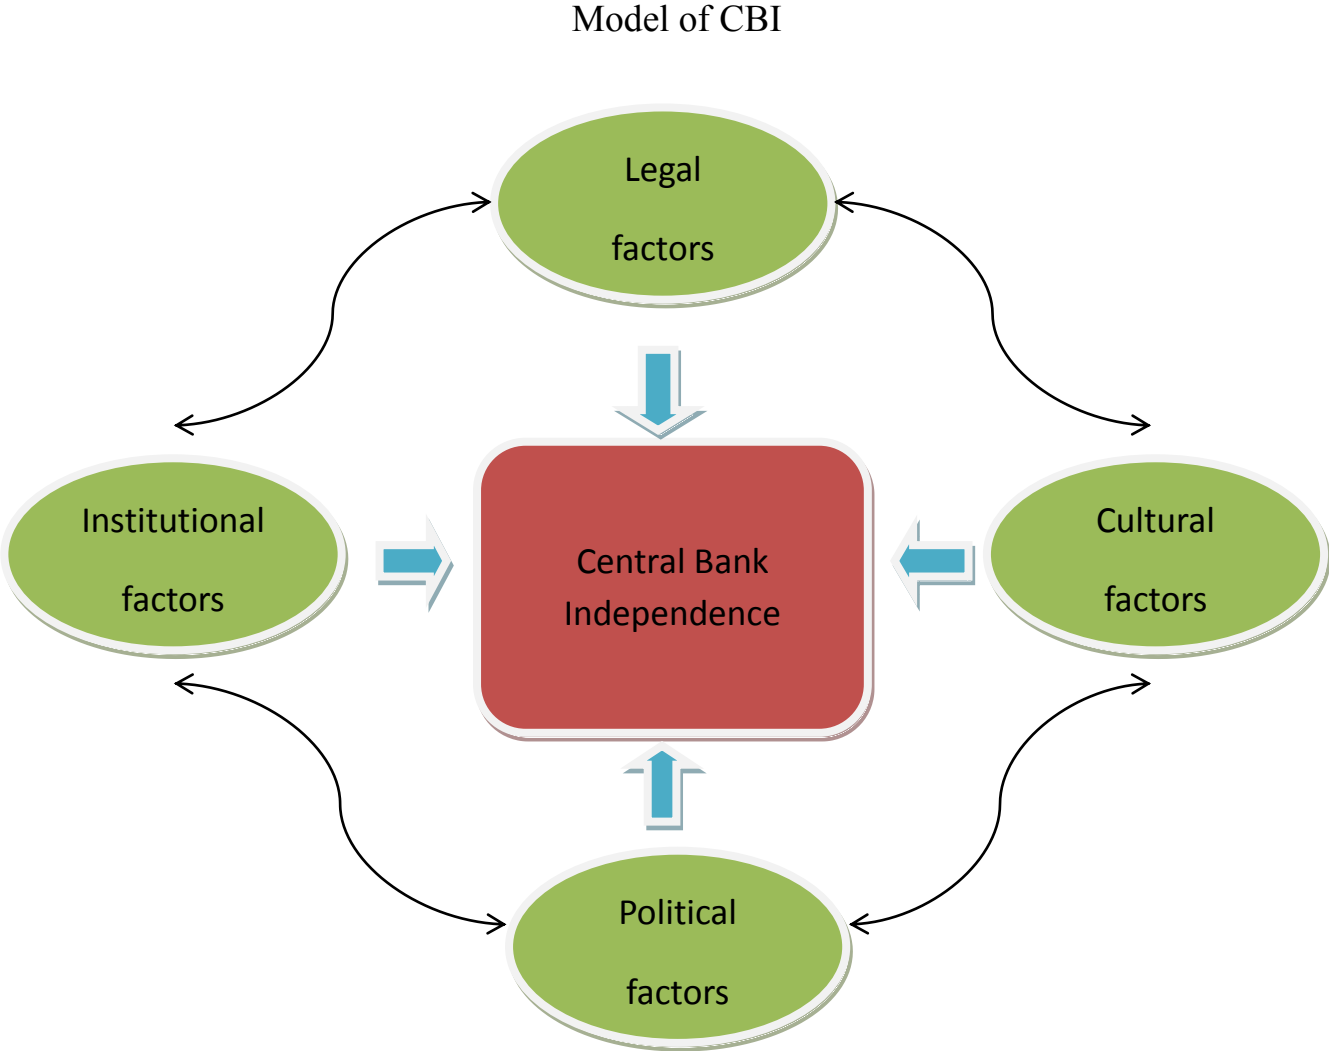 Model of CBI
Legal
factors
Institutional
factors
Central Bank
Independence
Cultural
factors
Political
factors